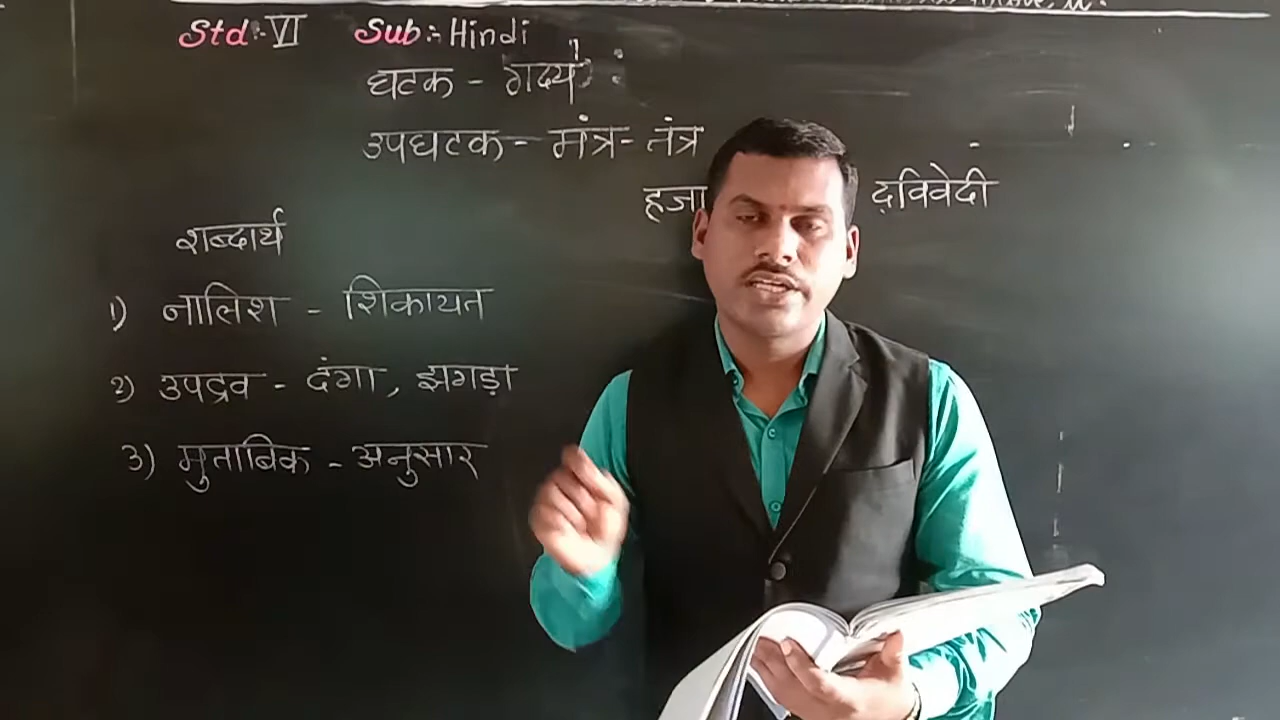 Std :- VI Sub :- Hindi
घटक - गद्य :
उपघटक - मंत्र - तंत्र
हजा द्विवेदी
शब्दार्थ
1) नालिश - शिकायत
2) उपद्रव - दंगा, झगड़ा
3) मुताबिक - अनुसार